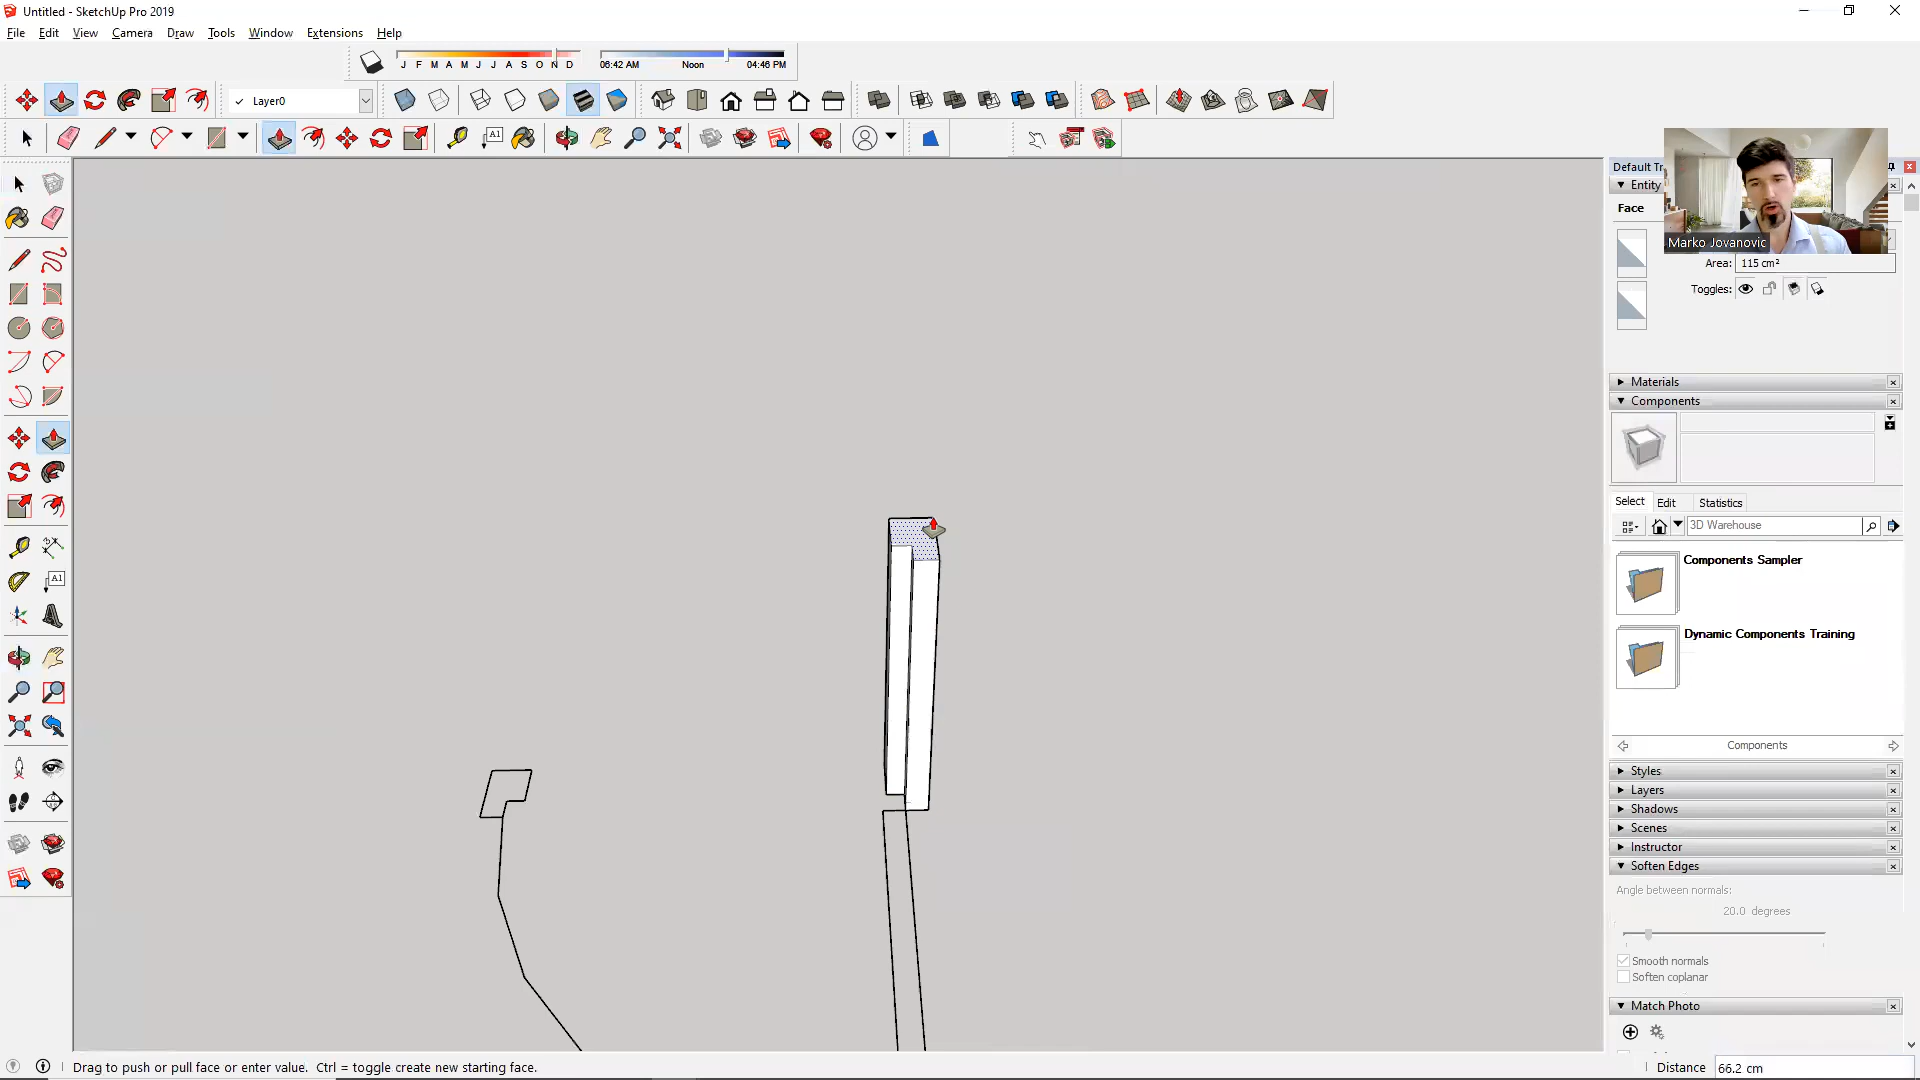 Untitled - SketchUp Pro 2019
File Edit View Camera Draw Tools Window Extensions Help
J F M A M J J A S O N D
06:42 AM Noon 04:46 PM
Layer0
A1
Default Tr
Entity
Face
Marko Jovanovic
Area: 115 cm²
Toggles:
Materials
Components
Select Edit Statistics
3D Warehouse
Components Sampler
A1
Dynamic Components Training
Components
Styles
Layers
Shadows
Scenes
Instructor
Soften Edges
Angle between normals:
20.0 degrees
Smooth normals
Soften coplanar
Match Photo
Drag to push or pull face or enter value. Ctrl = toggle create new starting face.
Distance 66.2 cm